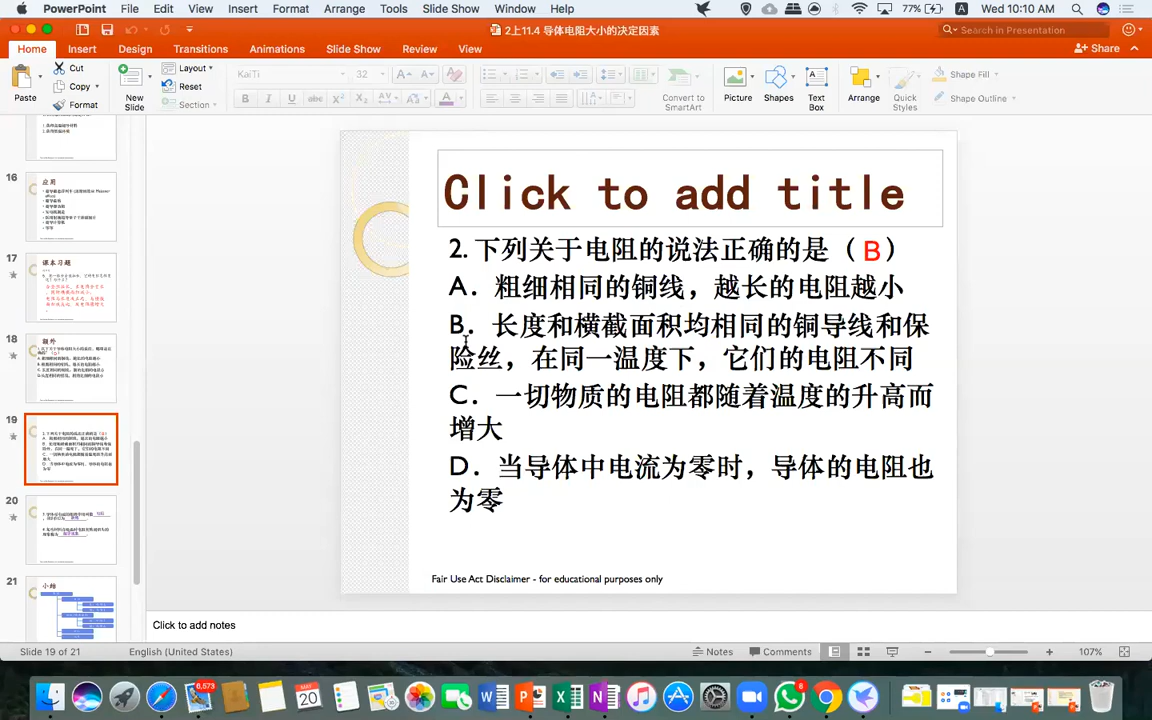 PowerPoint File Edit View Insert Format Arrange Tools Slide Show Window Help 77% A Wed 10:10 AM
2上11.4 导体电阻大小的决定因素
Search in Presentation
Home Insert Design Transitions Animations Slide Show Review View
Share
Paste
Cut
Copy
Format
New Slide
Layout
Reset
Section
KaiTi 32
B I U abc X² X₂ AV
Convert to SmartArt
Picture
Shapes
Text Box
Arrange
Quick Styles
Shape Fill
Shape Outline
16
应用
17
课本习题
18
额外
19
20
21
小结
Click to add title
2. 下列关于电阻的说法正确的是（ B ）
A．粗细相同的铜线，越长的电阻越小
B．长度和横截面积均相同的铜导线和保
险丝，在同一温度下，它们的电阻不同
C．一切物质的电阻都随着温度的升高而
增大
D．当导体中电流为零时，导体的电阻也
为零
Fair Use Act Disclaimer - for educational purposes only
Click to add notes
Slide 19 of 21 English (United States) Notes Comments 107%
6,573
MAY
20
6